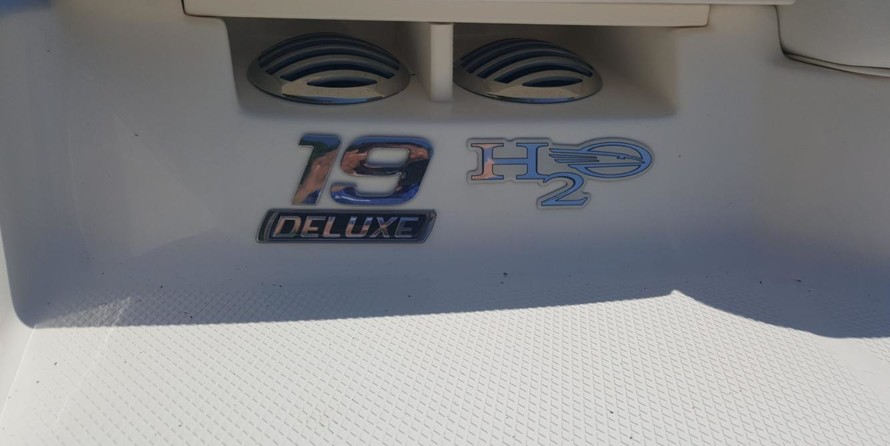 19 H2O
DELUXE